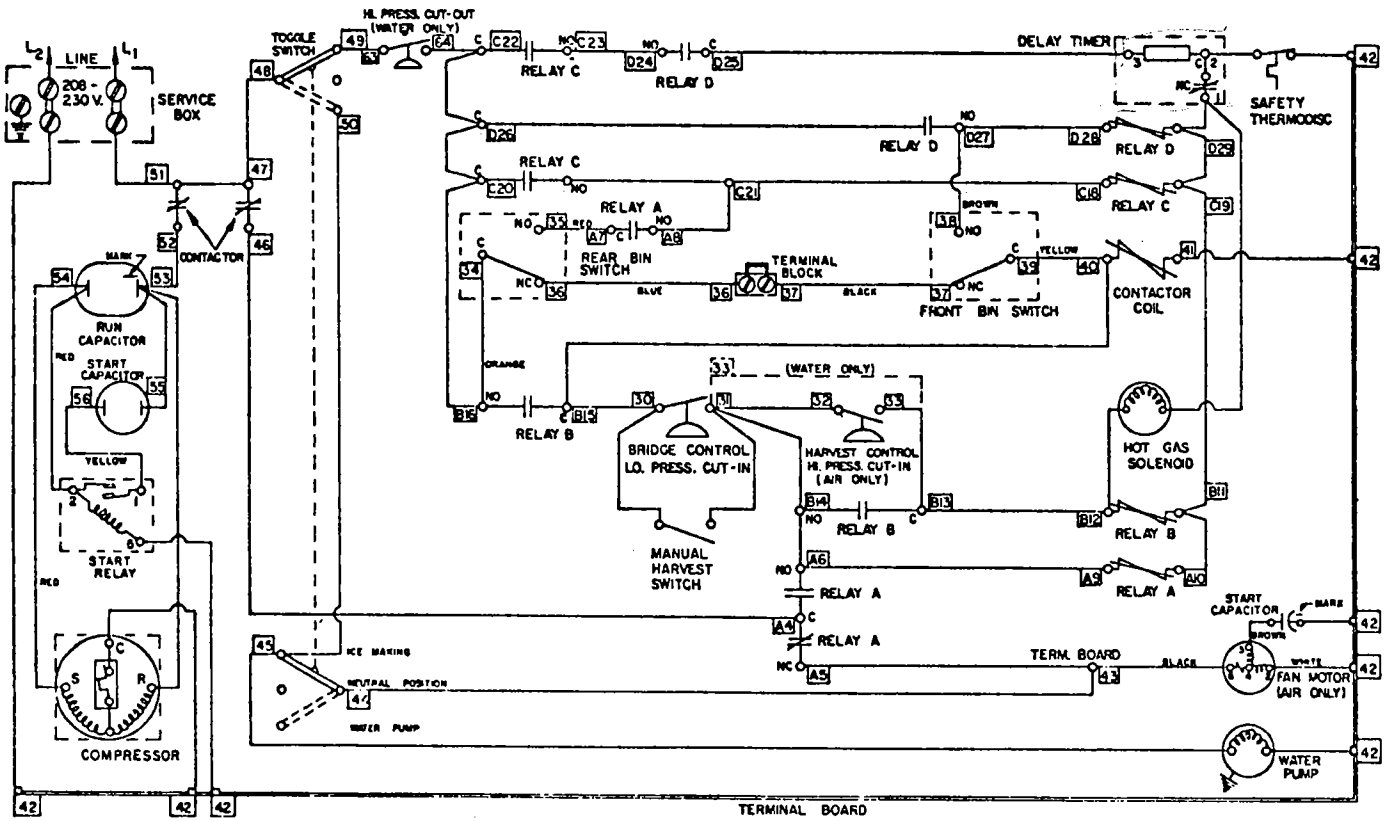 HI. PRESS. CUT-OUT
(WATER ONLY)
TOGGLE
SWITCH
49
63
64
C22
NO
C23
NO
D24
C
D25
RELAY C
RELAY D
DELAY TIMER
3
C
2
NC
1
42
SAFETY
THERMODISC
L2
L1
LINE
208 -
230 V.
SERVICE
BOX
48
50
C
D26
RELAY D
NO
D27
D28
RELAY D
D29
51
47
52
46
CONTACTOR
C
C20
RELAY C
NO
C21
C18
RELAY C
C19
NO
35
RED
A7
C
RELAY A
NO
A8
REAR BIN
SWITCH
C
34
NC
36
BLUE
36
TERMINAL
BLOCK
37
BLACK
BROWN
38
NO
C
39
YELLOW
37
NC
FRONT BIN SWITCH
40
41
42
CONTACTOR
COIL
54
MARK
53
RUN
CAPACITOR
RED
START
CAPACITOR
56
55
YELLOW
2
1
6
START
RELAY
RED
ORANGE
B16
NO
RELAY B
C
B15
33
(WATER ONLY)
30
31
32
33
BRIDGE CONTROL
LO. PRESS. CUT-IN
HARVEST CONTROL
HI. PRESS. CUT-IN
(AIR ONLY)
HOT GAS
SOLENOID
B14
NO
RELAY B
C
B13
B12
RELAY B
B11
MANUAL
HARVEST
SWITCH
A6
NO
RELAY A
A9
RELAY A
A10
C
A4
RELAY A
NC
A5
TERM. BOARD
43
BLACK
START
CAPACITOR
MARK
BROWN
42
S
WHITE
42
FAN MOTOR
(AIR ONLY)
C
S
R
COMPRESSOR
45
ICE MAKING
NEUTRAL POSITION
44
WATER PUMP
WATER
PUMP
42
42
42
42
TERMINAL BOARD